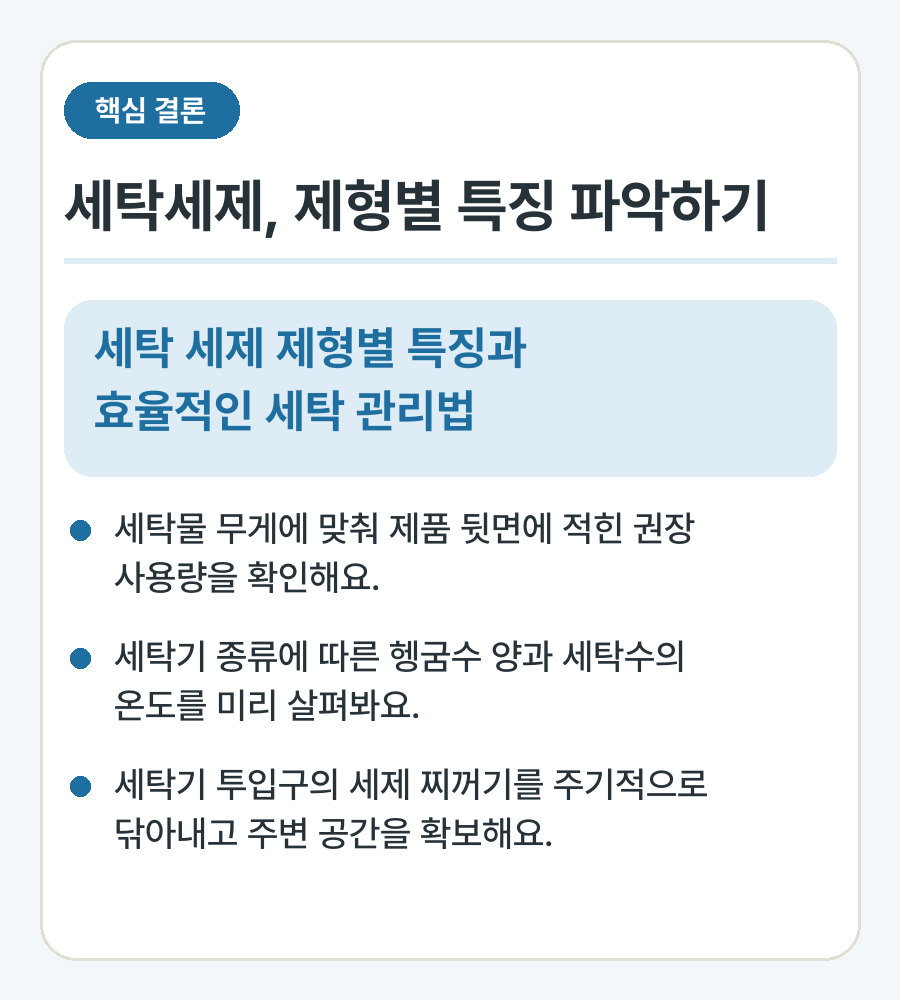 핵심 결론
세탁세제, 제형별 특징 파악하기
세탁 세제 제형별 특징과
효율적인 세탁 관리법
세탁물 무게에 맞춰 제품 뒷면에 적힌 권장
사용량을 확인해요.
세탁기 종류에 따른 헹굼수 양과 세탁수의
온도를 미리 살펴봐요.
세탁기 투입구의 세제 찌꺼기를 주기적으로
닦아내고 주변 공간을 확보해요.